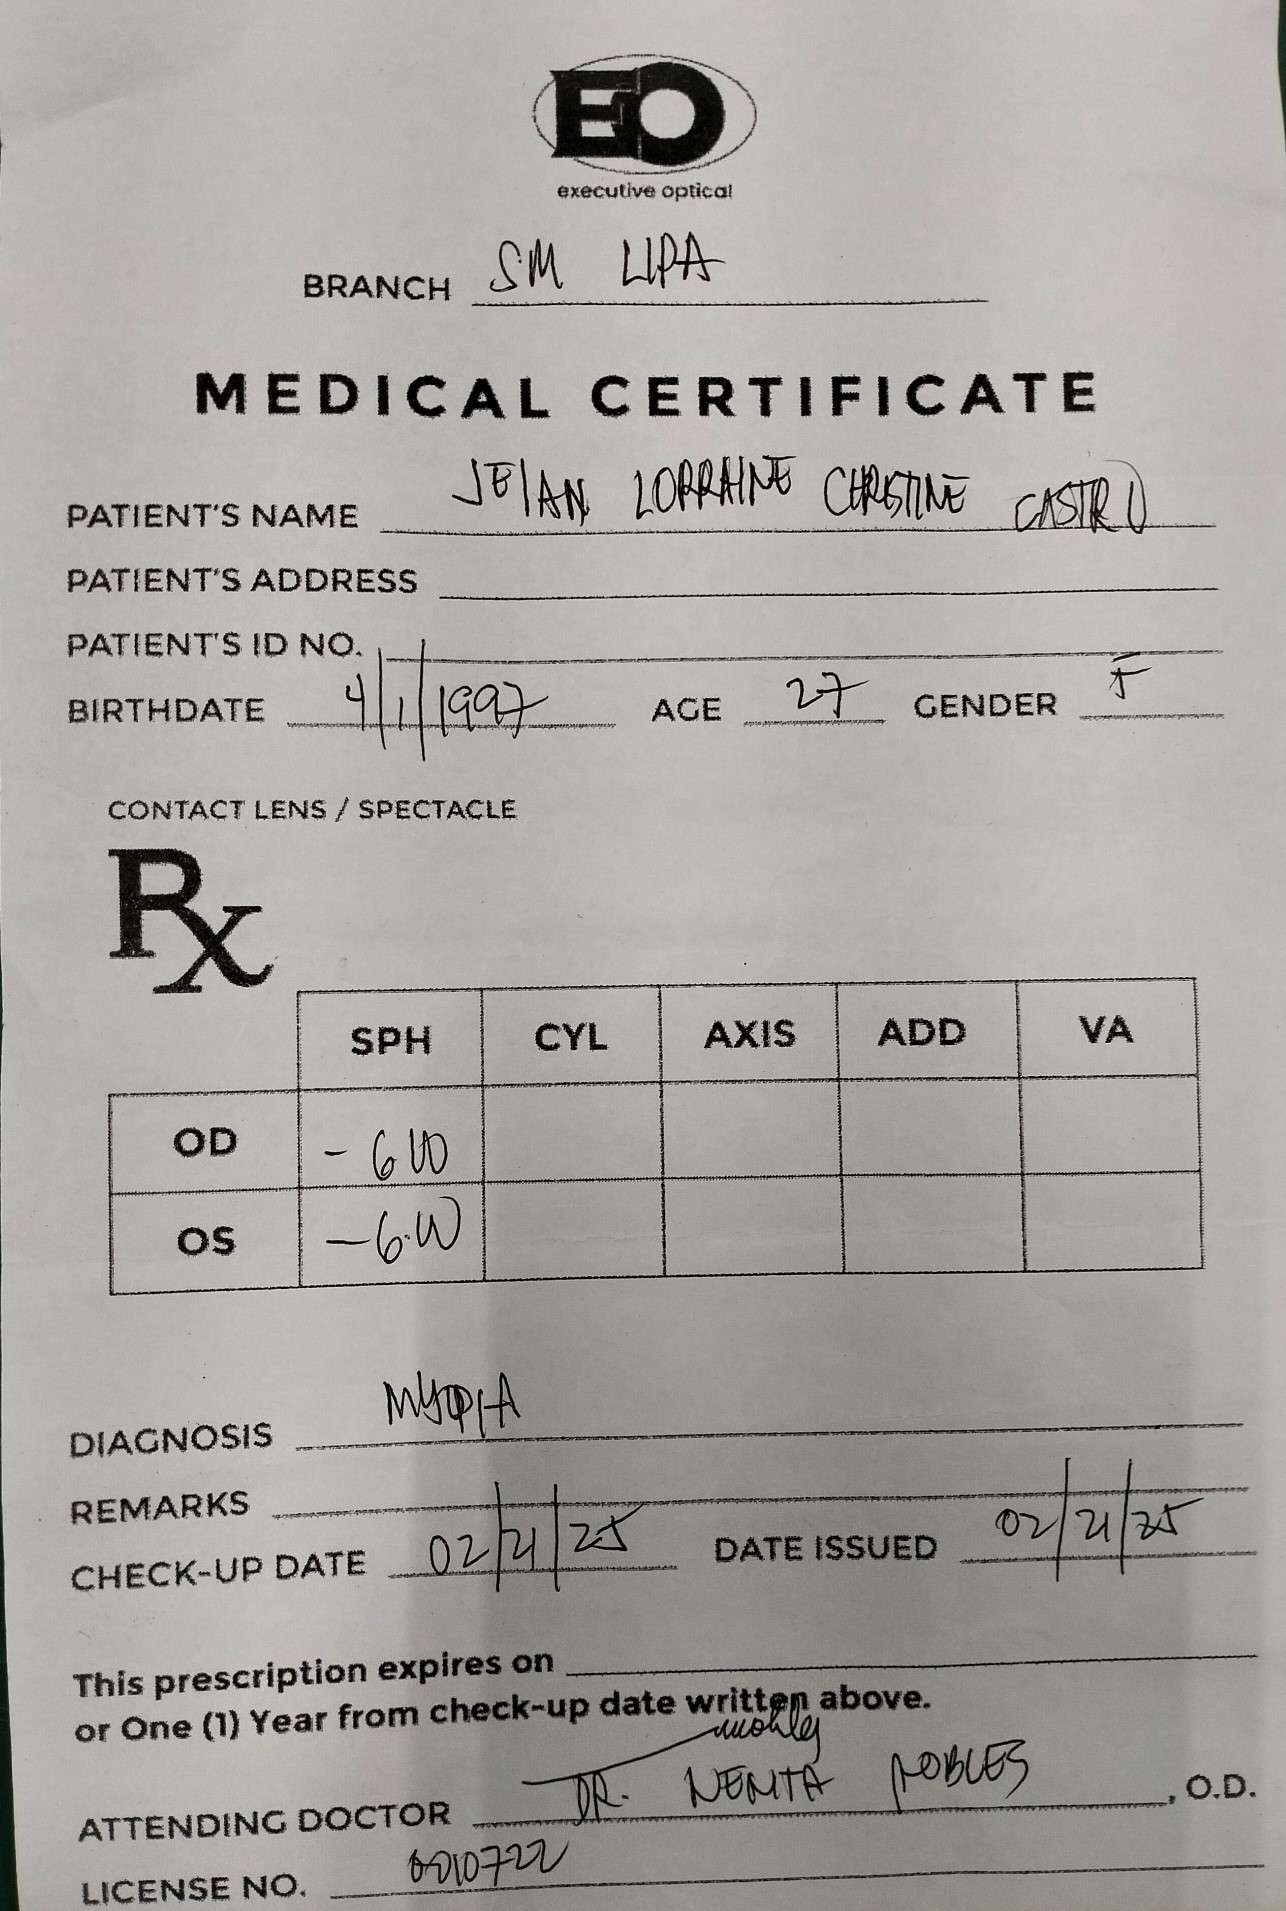 EO
executive optical
BRANCH SM LIPA
MEDICAL CERTIFICATE
PATIENT'S NAME JEIAN LORRAINE CHRISTINE CASTRO
PATIENT'S ADDRESS
PATIENT'S ID NO.
BIRTHDATE 4/1/1997 AGE 27 GENDER F
CONTACT LENS / SPECTACLE
Rx
SPH CYL AXIS ADD VA
OD - 6 00
OS - 6.00
DIAGNOSIS MYOPIA
REMARKS
CHECK-UP DATE 02/21/25 DATE ISSUED 02/21/25
This prescription expires on
or One (1) Year from check-up date written above.
ATTENDING DOCTOR DR. NOBLES, O.D.
LICENSE NO. 0010722